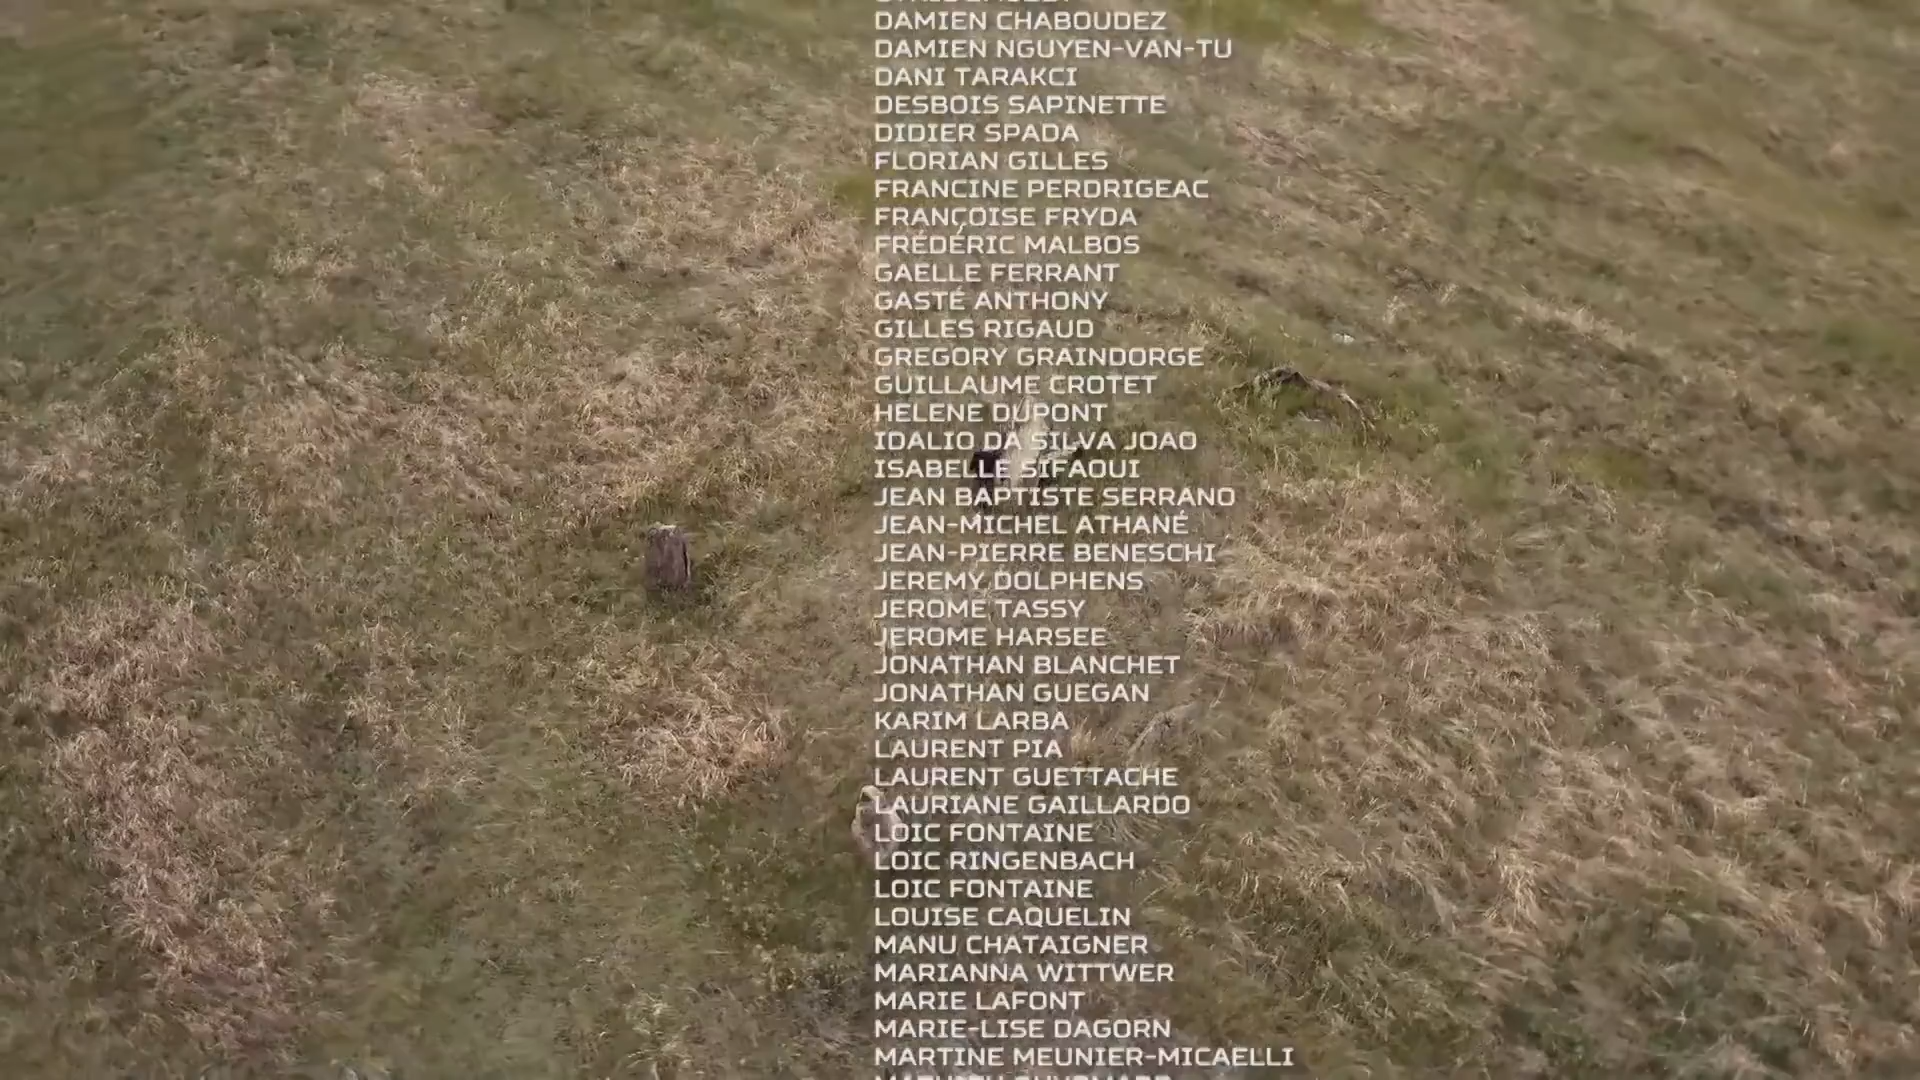 DAMIEN CHABOUDEZ
DAMIEN NGUYEN-VAN-TU
DANI TARAKCI
DESBOIS SAPINETTE
DIDIER SPADA
FLORIAN GILLES
FRANCINE PERDRIGEAC
FRANÇOISE FRYDA
FRÉDÉRIC MALBOS
GAELLE FERRANT
GASTÉ ANTHONY
GILLES RIGAUD
GREGORY GRAINDORGE
GUILLAUME CROTET
HELENE DUPONT
IDALIO DA SILVA JOAO
ISABELLE SIFAOUI
JEAN BAPTISTE SERRANO
JEAN-MICHEL ATHANÉ
JEAN-PIERRE BENESCHI
JEREMY DOLPHENS
JEROME TASSY
JEROME HARSEE
JONATHAN BLANCHET
JONATHAN GUEGAN
KARIM LARBA
LAURENT PIA
LAURENT GUETTACHE
LAURIANE GAILLARDO
LOIC FONTAINE
LOIC RINGENBACH
LOIC FONTAINE
LOUISE CAQUELIN
MANU CHATAIGNER
MARIANNA WITTWER
MARIE LAFONT
MARIE-LISE DAGORN
MARTINE MEUNIER-MICAELLI